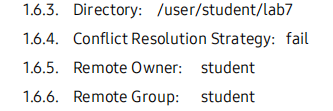 1.6.3. Directory: /user/student/lab7
1.6.4. Conflict Resolution Strategy: fail
1.6.5. Remote Owner: student
1.6.6. Remote Group: student